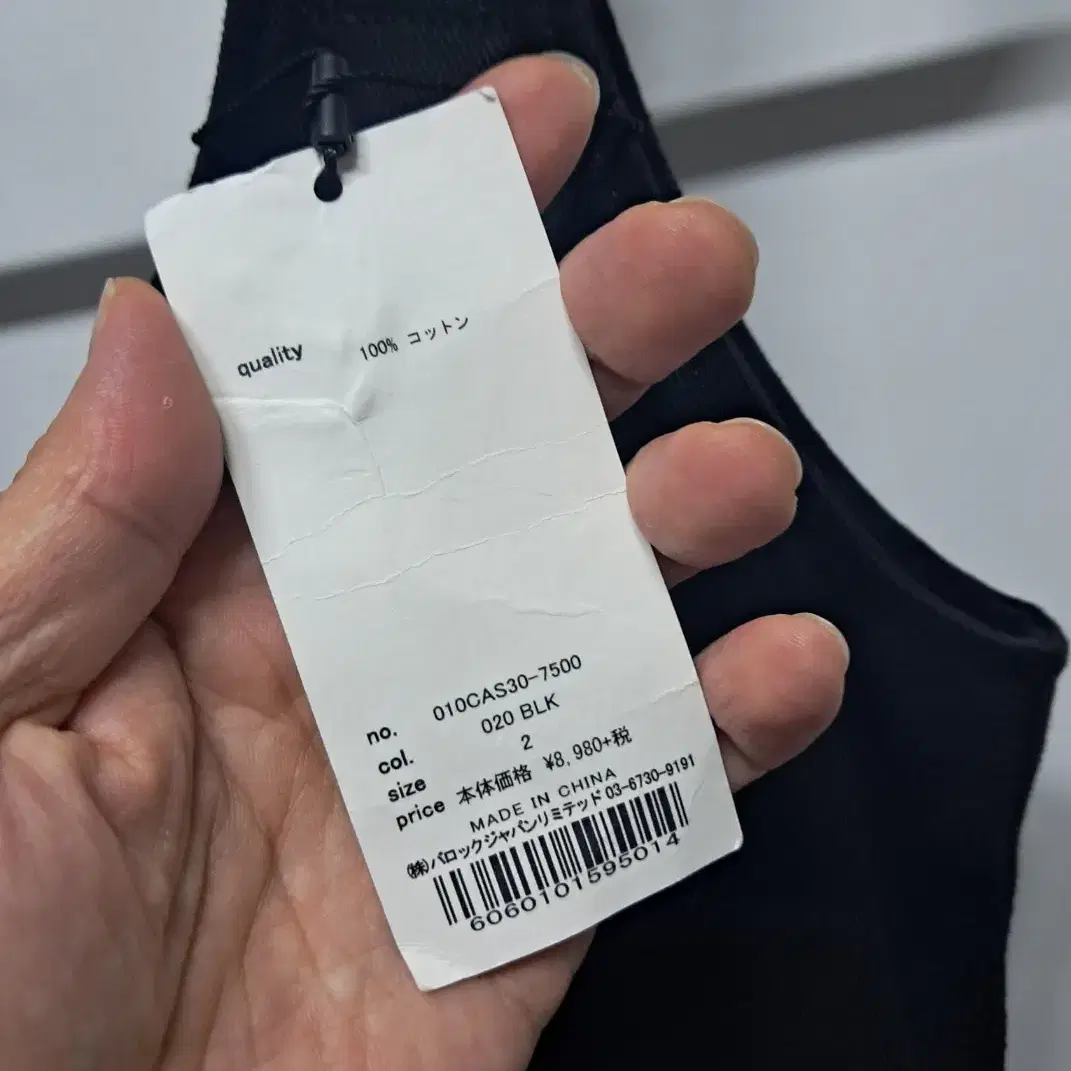 quality 100% コットン
no. 010CAS30-7500
col. 020 BLK
size 2
price 本体価格 ¥8,980+税
MADE IN CHINA
㈱バロックジャパンリミテッド 03-6730-9191
6060101595014